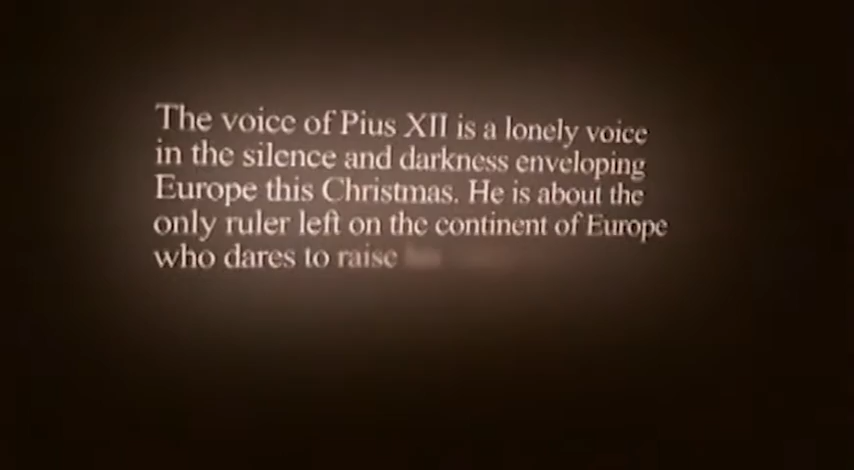 The voice of Pius XII is a lonely voice
in the silence and darkness enveloping
Europe this Christmas. He is about the
only ruler left on the continent of Europe
who dares to raise